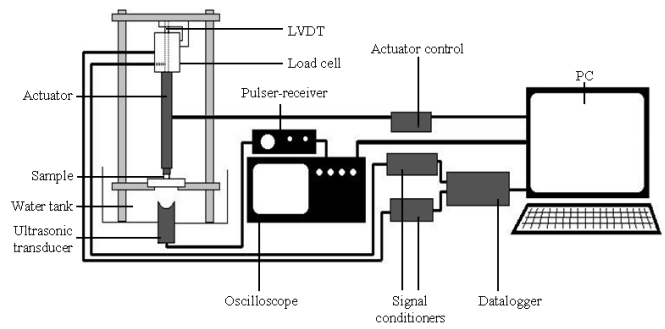 LVDT
Load cell
Actuator control
PC
Actuator
Pulser-receiver
Sample
Water tank
Ultrasonic
transducer
Oscilloscope
Signal
conditioners
Datalogger